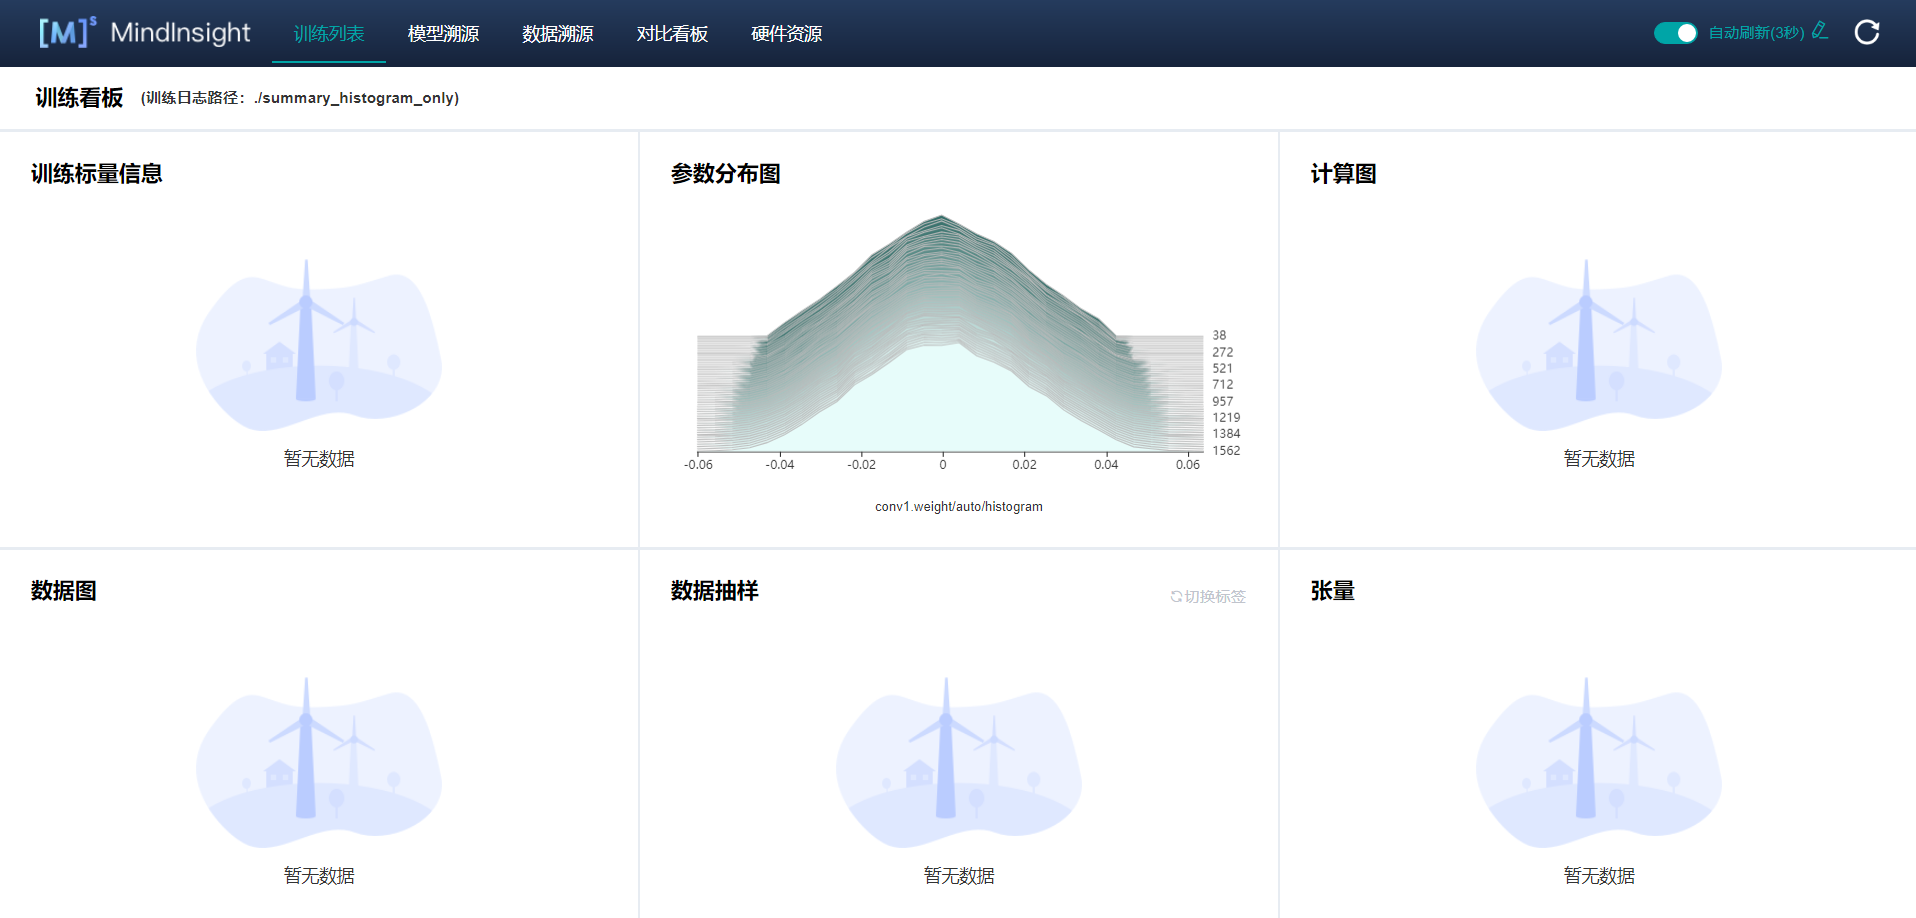 [M]s MindInsight 训练列表 模型溯源 数据溯源 对比看板 硬件资源 自动刷新(3秒)
训练看板 (训练日志路径：./summary_histogram_only)
训练标量信息
暂无数据
参数分布图
38
272
521
712
957
1219
1384
1562
-0.06 -0.04 -0.02 0 0.02 0.04 0.06
conv1.weight/auto/histogram
计算图
暂无数据
数据图
暂无数据
数据抽样 切换标签
暂无数据
张量
暂无数据